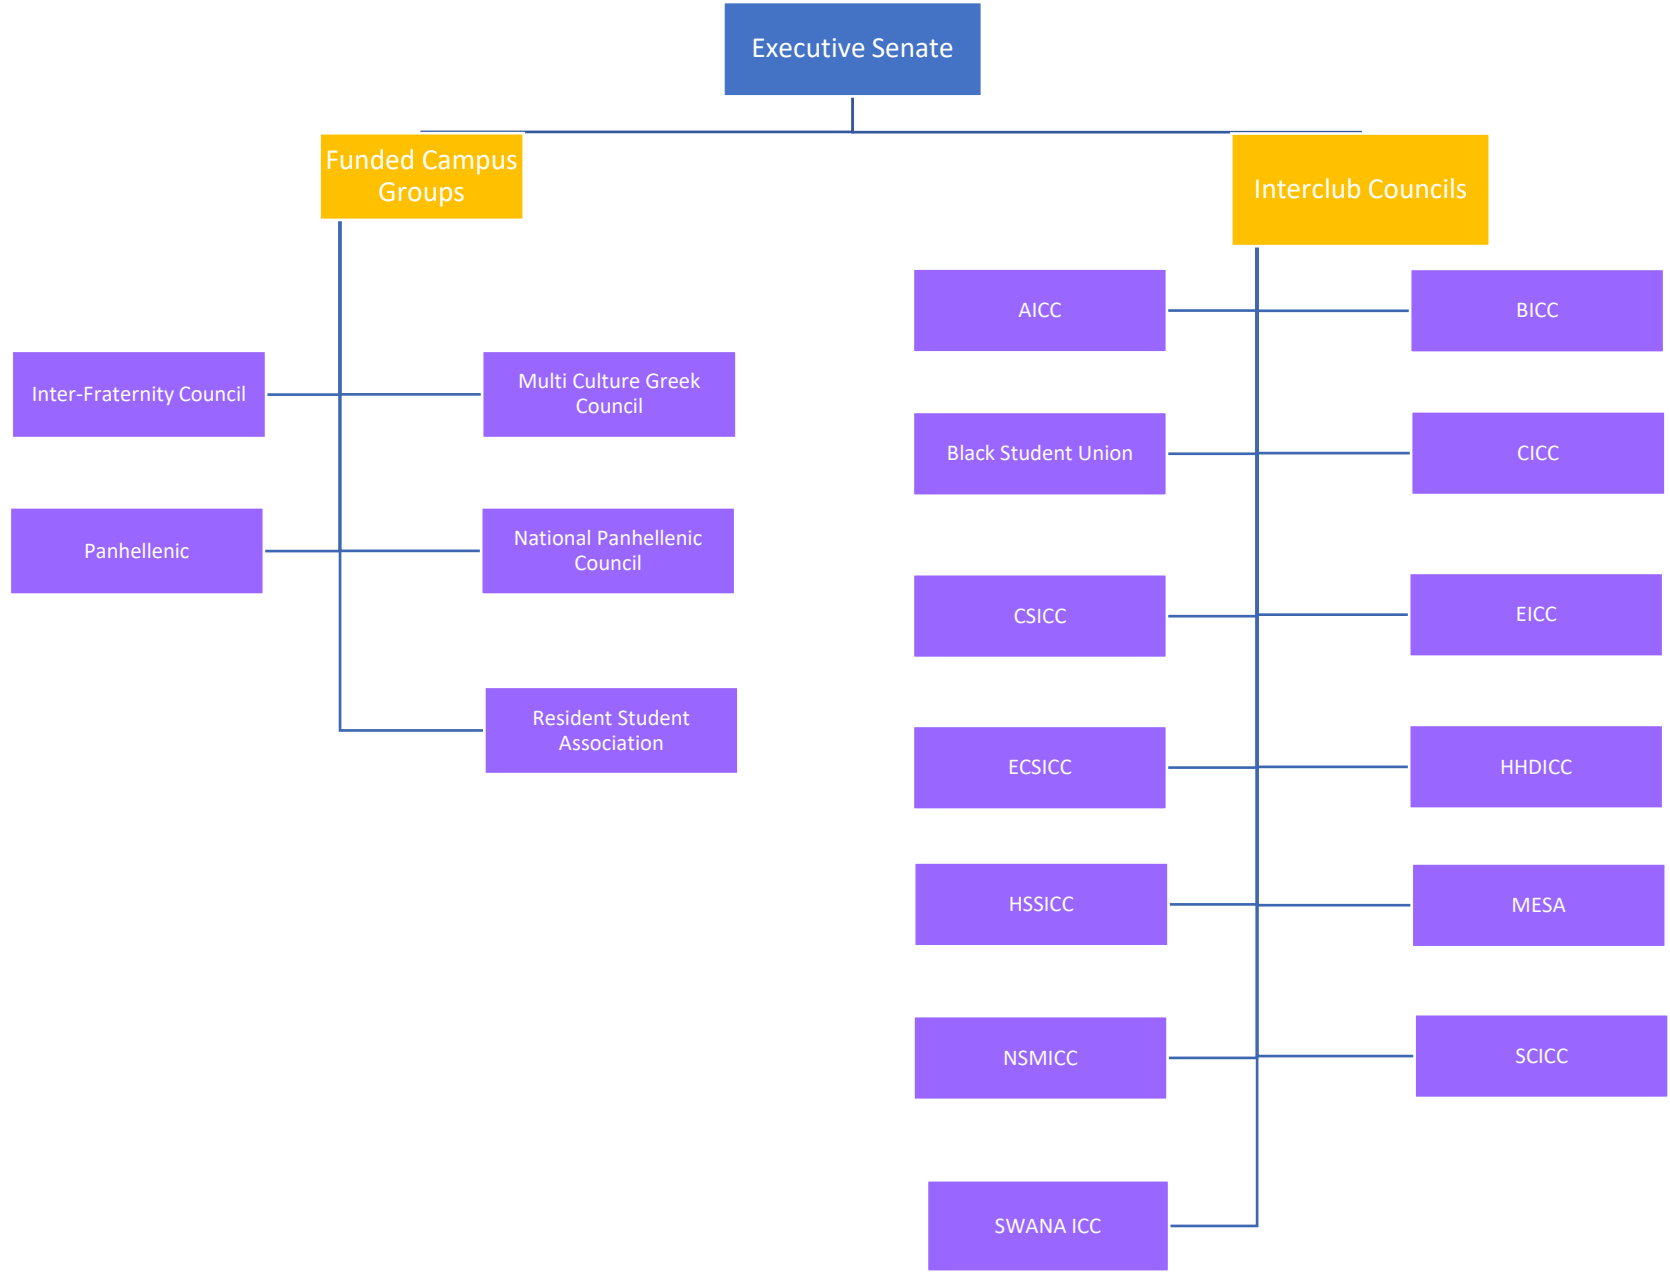 Executive Senate
Funded Campus
Groups
Interclub Councils
Inter-Fraternity Council
Multi Culture Greek
Council
Panhellenic
National Panhellenic
Council
Resident Student
Association
AICC
BICC
Black Student Union
CICC
CSICC
EICC
ECSICC
HHDICC
HSSICC
MESA
NSMICC
SCICC
SWANA ICC